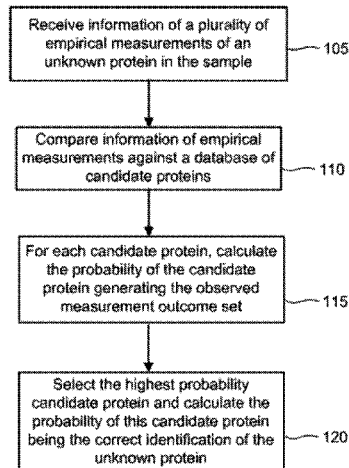 Receive information of a plurality of
empirical measurements of an
unknown protein in the sample
105
Compare information of empirical
measurements against a database of
candidate proteins
110
For each candidate protein, calculate
the probability of the candidate
protein generating the observed
measurement outcome set
115
Select the highest probability
candidate protein and calculate the
probability of this candidate protein
being the correct identification of the
unknown protein
120